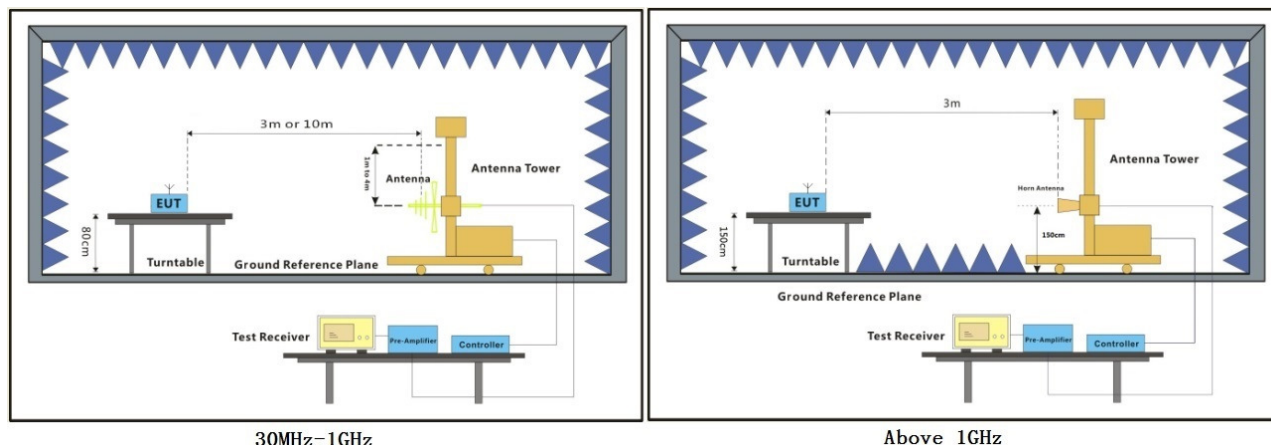 3m or 10m
1m to 4m
Antenna
Antenna Tower
EUT
80cm
Turntable
Ground Reference Plane
Test Receiver
Pre-Amplifier
Controller
30MHz-1GHz
3m
Antenna Tower
Horn Antenna
EUT
150cm
150cm
Turntable
Ground Reference Plane
Test Receiver
Pre-Amplifier
Controller
Above 1GHz